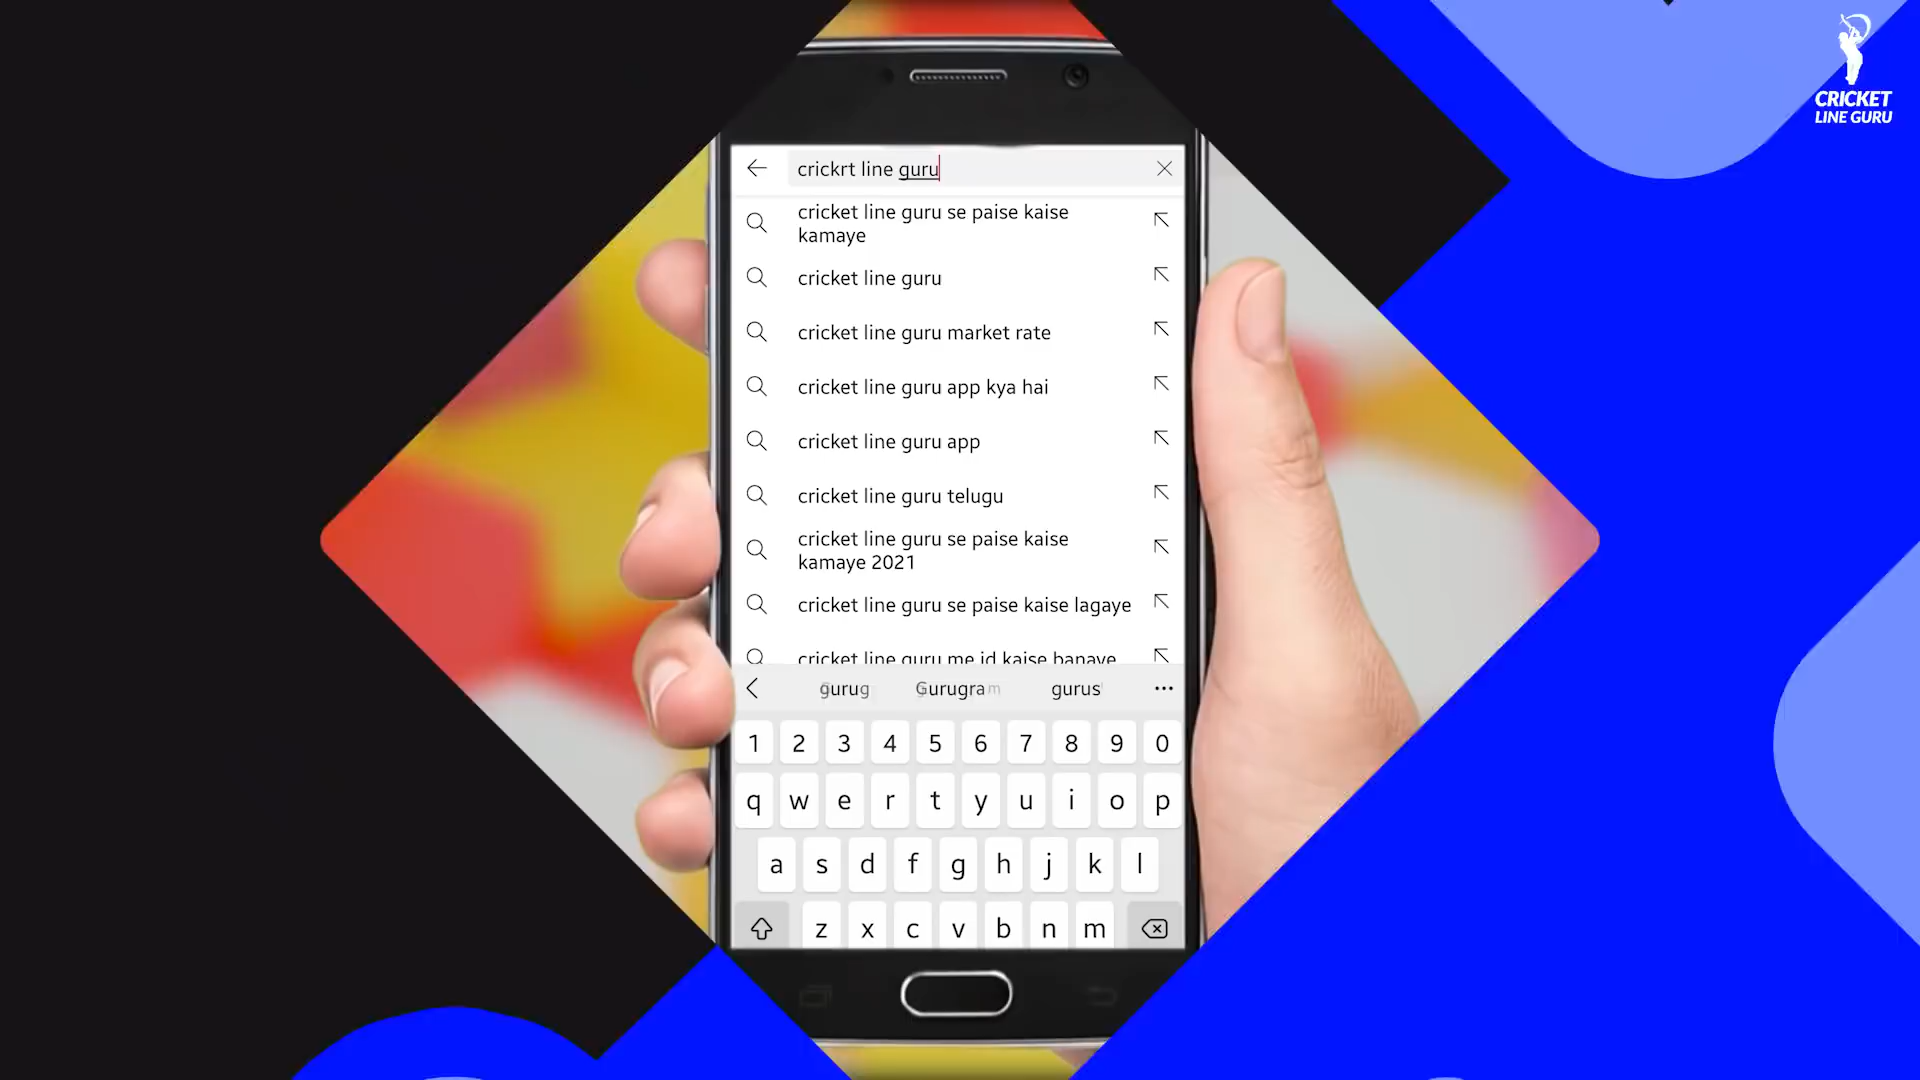 CRICKET
LINE GURU
crickrt line guru
cricket line guru se paise kaise
kamaye
cricket line guru
cricket line guru market rate
cricket line guru app kya hai
cricket line guru app
cricket line guru telugu
cricket line guru se paise kaise
kamaye 2021
cricket line guru se paise kaise lagaye
cricket line guru me id kaise banaye
gurug Gurugram gurus
1 2 3 4 5 6 7 8 9 0
q w e r t y u i o p
a s d f g h j k l
z x c v b n m